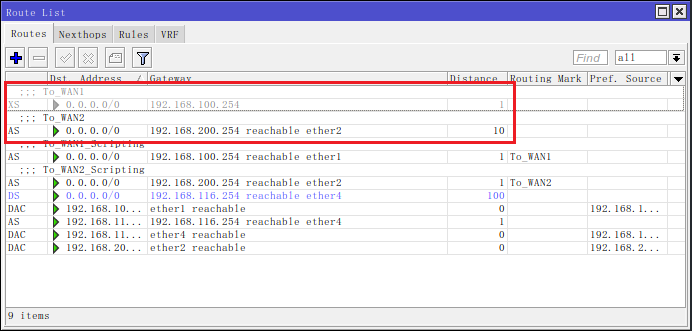 Route List
Routes Nexthops Rules VRF
Find all
Dst. Address / Gateway Distance Routing Mark Pref. Source
;;; To_WAN1
XS 0.0.0.0/0 192.168.100.254 1
;;; To_WAN2
AS 0.0.0.0/0 192.168.200.254 reachable ether2 10
;;; To_WAN1_Scripting
AS 0.0.0.0/0 192.168.100.254 reachable ether1 1 To_WAN1
;;; To_WAN2_Scripting
AS 0.0.0.0/0 192.168.200.254 reachable ether2 1 To_WAN2
DS 0.0.0.0/0 192.168.116.254 reachable ether4 100
DAC 192.168.10... ether1 reachable 0 192.168.1...
AS 192.168.11... 192.168.116.254 reachable ether4 1
DAC 192.168.11... ether4 reachable 0 192.168.1...
DAC 192.168.20... ether2 reachable 0 192.168.2...
9 items